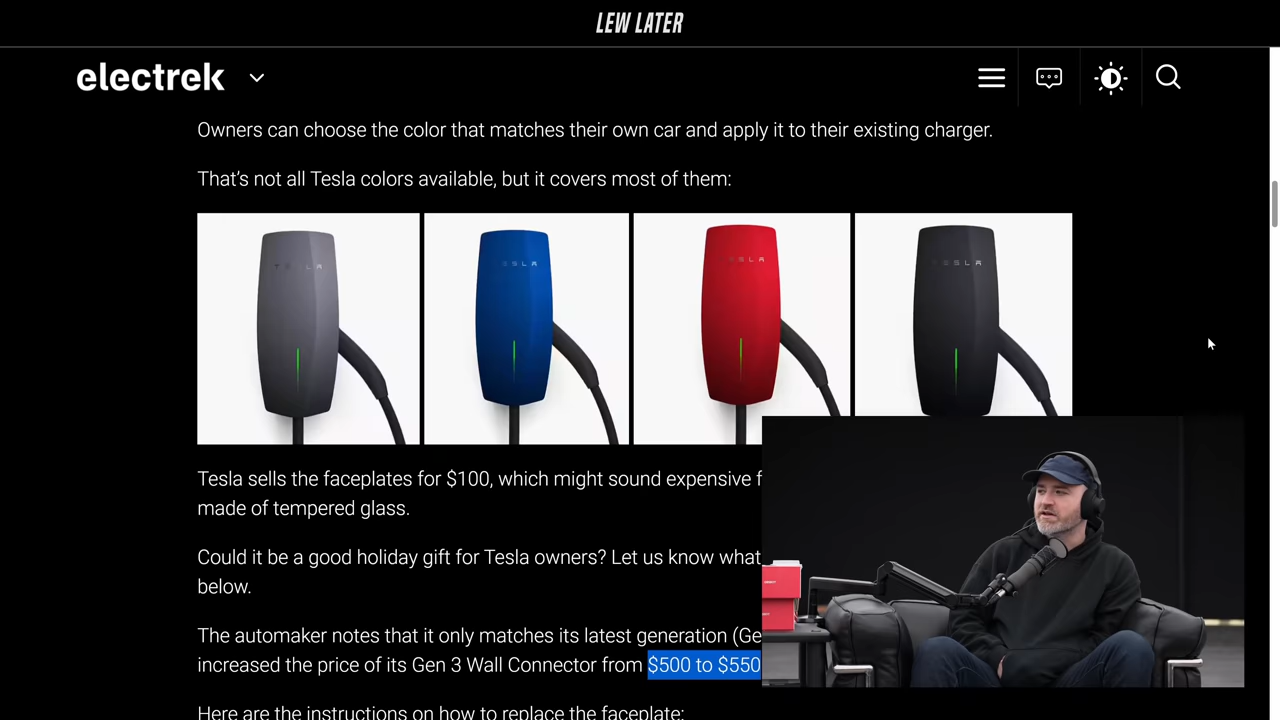 LEW LATER
electrek
Owners can choose the color that matches their own car and apply it to their existing charger.
That's not all Tesla colors available, but it covers most of them:
TESLA
TESLA
TESLA
TESLA
Tesla sells the faceplates for $100, which might sound expensive
made of tempered glass.
Could it be a good holiday gift for Tesla owners? Let us know what
below.
The automaker notes that it only matches its latest generation
increased the price of its Gen 3 Wall Connector from $500 to $550
Here are the instructions on how to replace the faceplate: